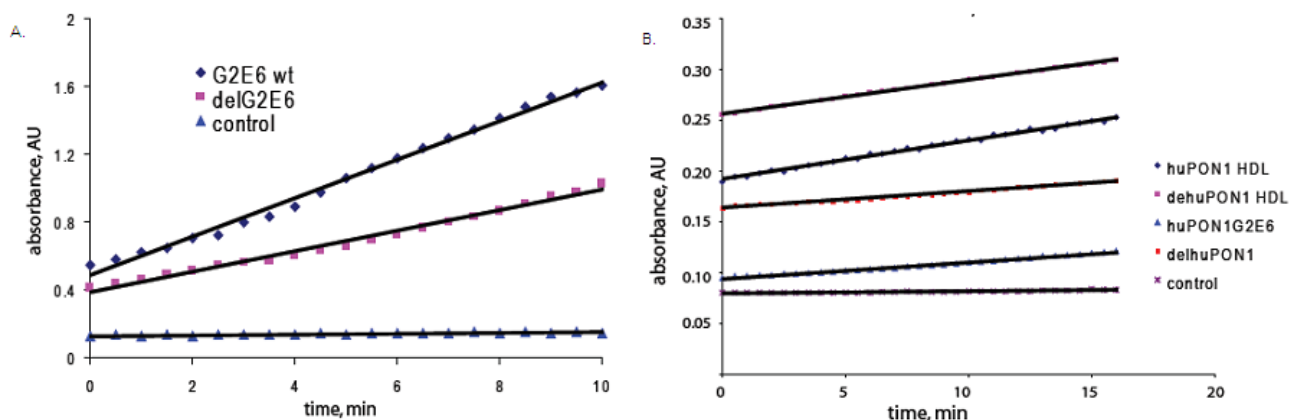 A.
absorbance, AU
2
1.6
1.2
0.8
0.4
0
G2E6 wt
delG2E6
control
0 2 4 6 8 10
time, min
B.
absorbance, AU
0.35
0.30
0.25
0.20
0.15
0.10
0.05
huPON1 HDL
dehuPON1 HDL
huPON1G2E6
delhuPON1
control
0 5 10 15 20
time, min